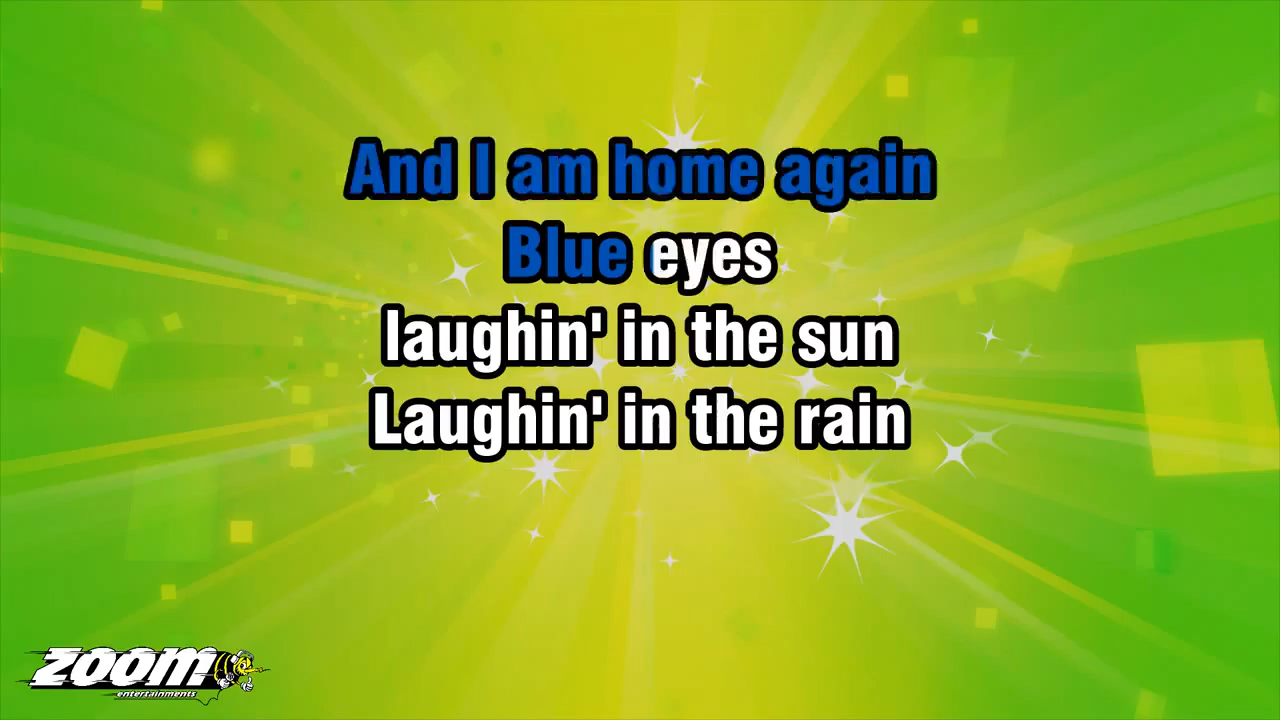 And I am home again
Blue eyes
laughin' in the sun
Laughin' in the rain
ZOOM
entertainments